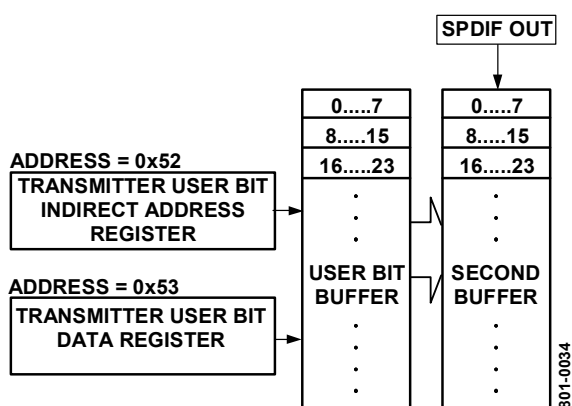 SPDIF OUT
0.....7
0.....7
8.....15
8.....15
16.....23
16.....23
ADDRESS = 0x52
TRANSMITTER USER BIT
INDIRECT ADDRESS
REGISTER
USER BIT
BUFFER
SECOND
BUFFER
ADDRESS = 0x53
TRANSMITTER USER BIT
DATA REGISTER